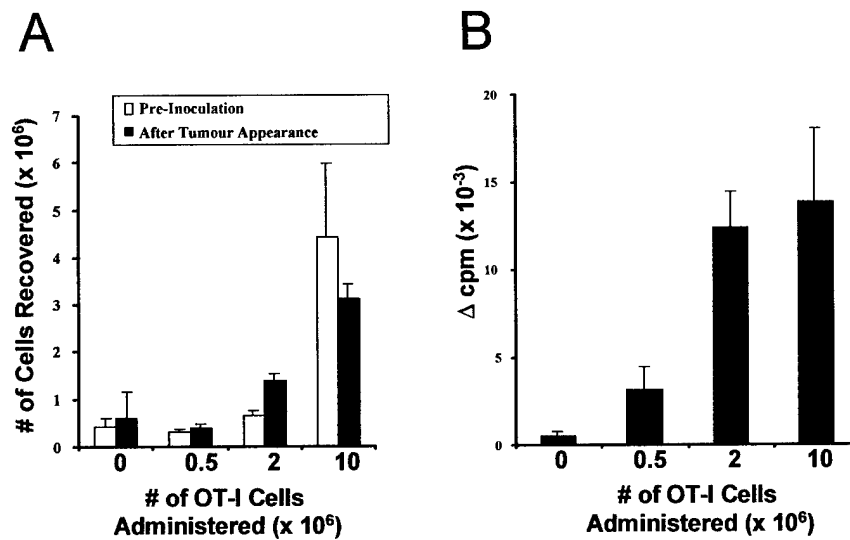 A
Pre-Inoculation
After Tumour Appearance
# of Cells Recovered (x 10⁶)
7
6
5
4
3
2
1
0
0 0.5 2 10
# of OT-I Cells
Administered (x 10⁶)
B
Δ cpm (x 10⁻³)
20
15
10
5
0
0 0.5 2 10
# of OT-I Cells
Administered (x 10⁶)